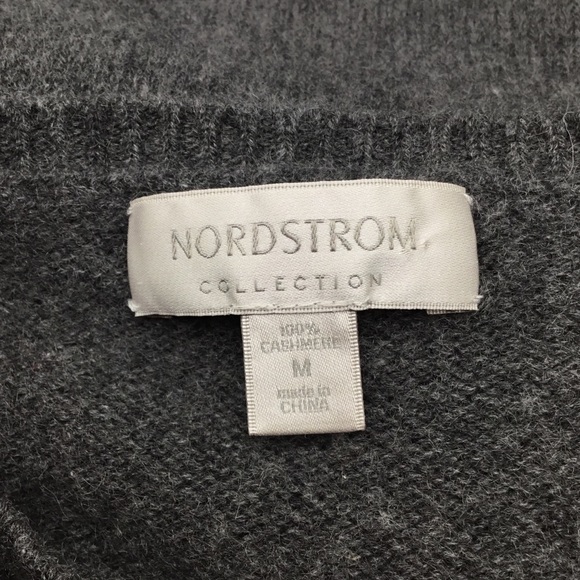 NORDSTROM
COLLECTION
100%
CASHMERE
M
made in
CHINA